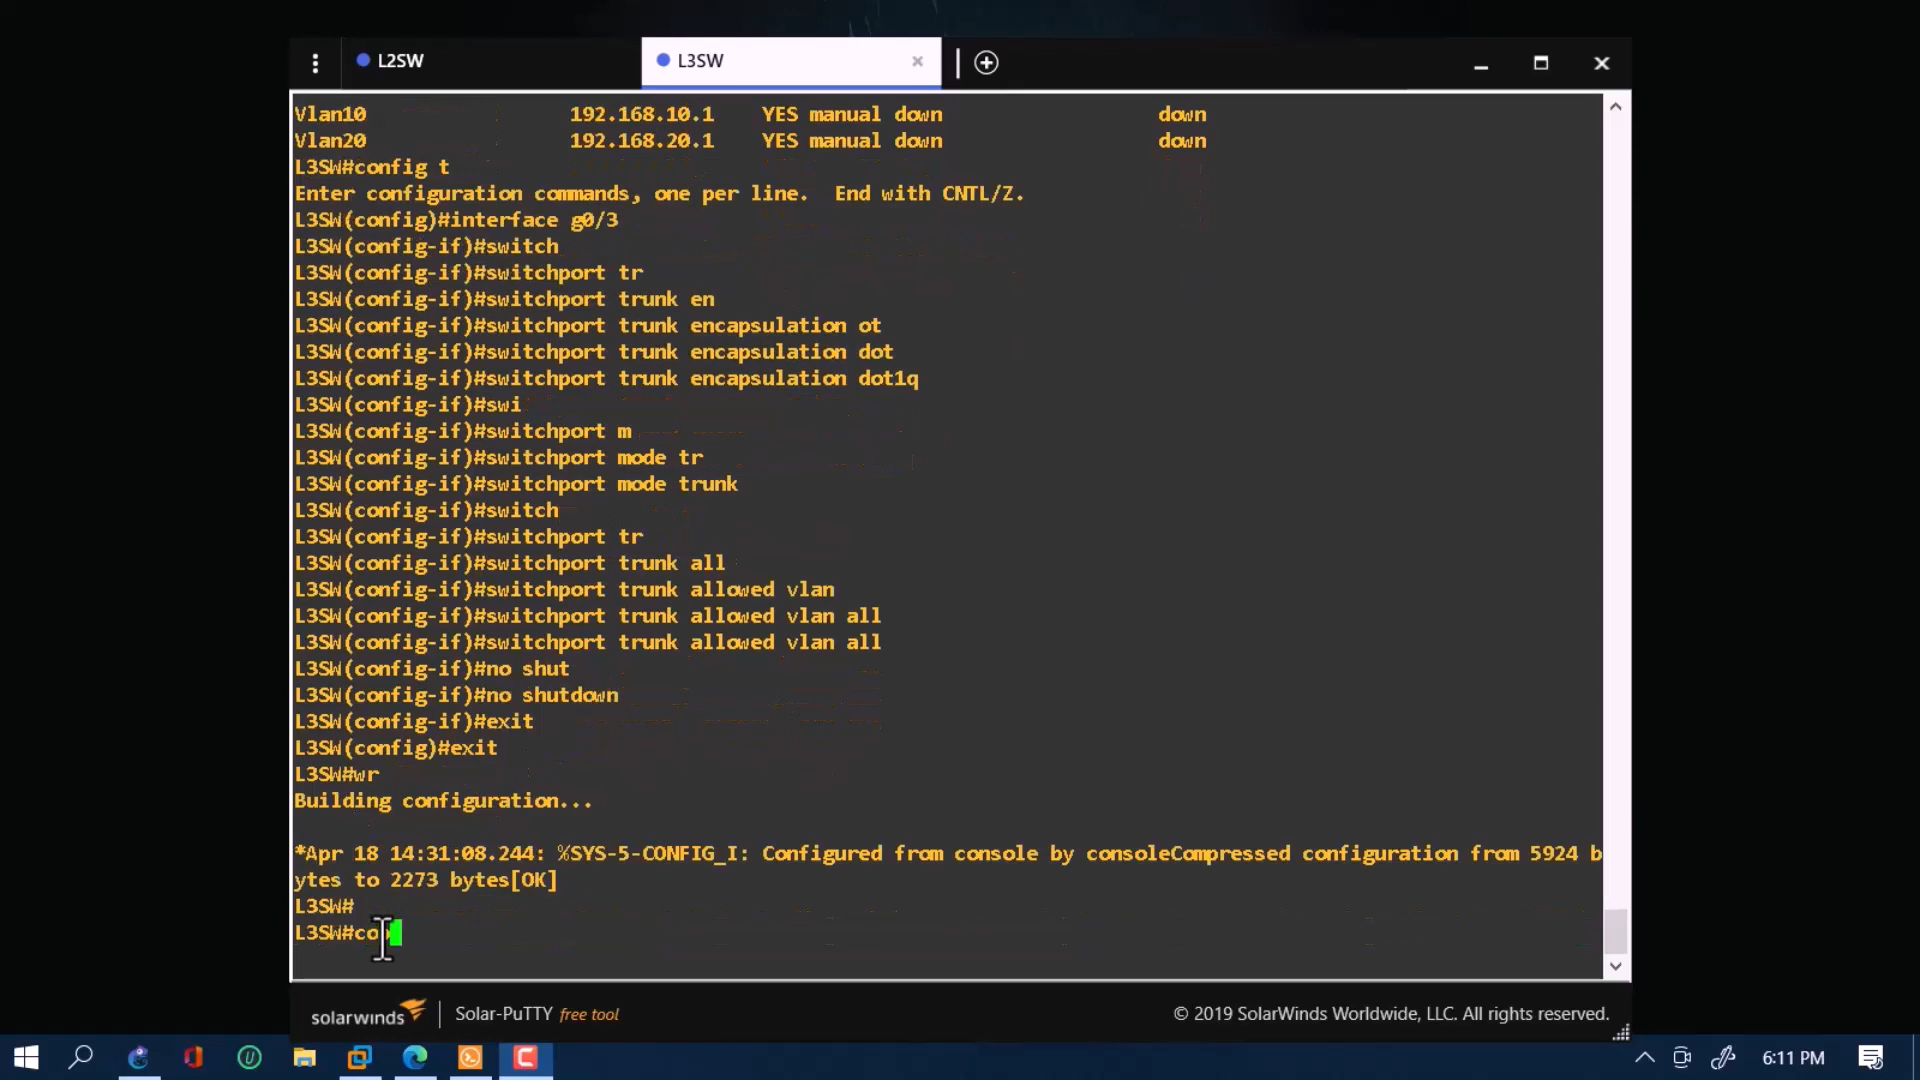 L2SW
L3SW
Vlan10 192.168.10.1 YES manual down down
Vlan20 192.168.20.1 YES manual down down
L3SW#config t
Enter configuration commands, one per line. End with CNTL/Z.
L3SW(config)#interface g0/3
L3SW(config-if)#switch
L3SW(config-if)#switchport tr
L3SW(config-if)#switchport trunk en
L3SW(config-if)#switchport trunk encapsulation ot
L3SW(config-if)#switchport trunk encapsulation dot
L3SW(config-if)#switchport trunk encapsulation dot1q
L3SW(config-if)#swi
L3SW(config-if)#switchport m
L3SW(config-if)#switchport mode tr
L3SW(config-if)#switchport mode trunk
L3SW(config-if)#switch
L3SW(config-if)#switchport tr
L3SW(config-if)#switchport trunk all
L3SW(config-if)#switchport trunk allowed vlan
L3SW(config-if)#switchport trunk allowed vlan all
L3SW(config-if)#switchport trunk allowed vlan all
L3SW(config-if)#no shut
L3SW(config-if)#no shutdown
L3SW(config-if)#exit
L3SW(config)#exit
L3SW#wr
Building configuration...
*Apr 18 14:31:08.244: %SYS-5-CONFIG_I: Configured from console by consoleCompressed configuration from 5924 b
ytes to 2273 bytes[OK]
L3SW#
solarwinds Solar-PuTTY free tool © 2019 SolarWinds Worldwide, LLC. All rights reserved.
6:11 PM